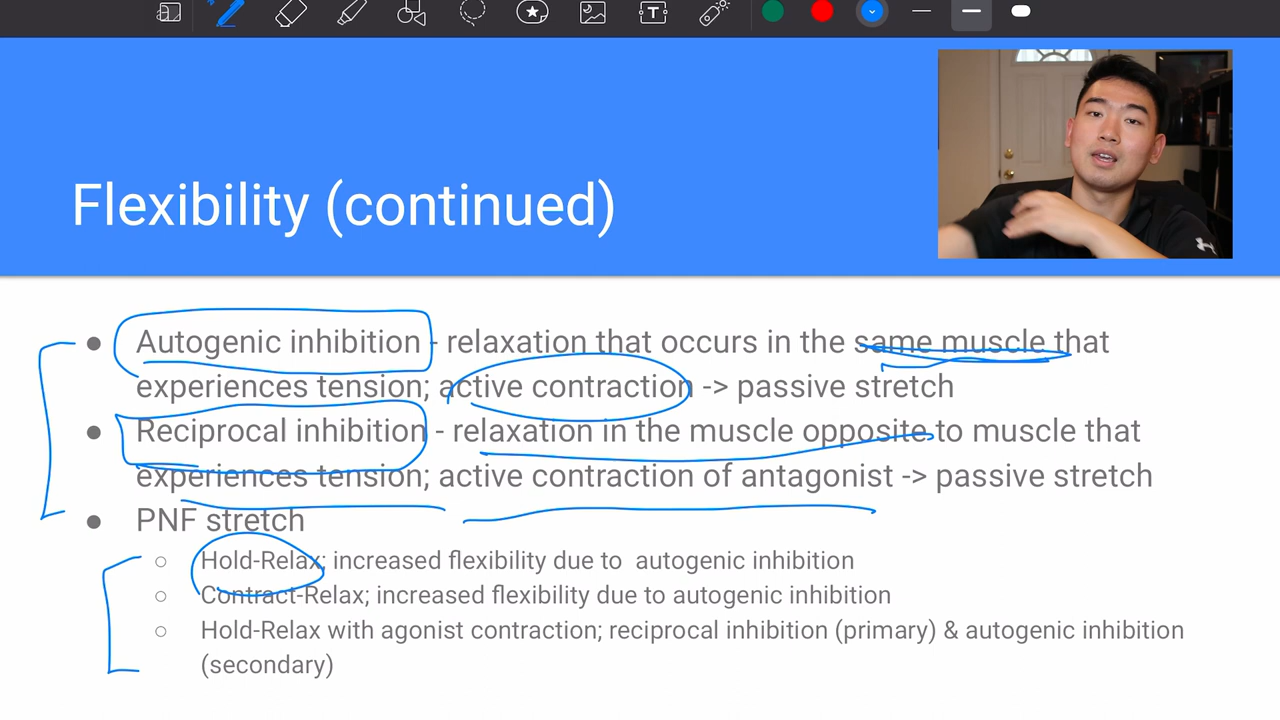 Flexibility (continued)
● Autogenic inhibition - relaxation that occurs in the same muscle that
experiences tension; active contraction -> passive stretch
● Reciprocal inhibition - relaxation in the muscle opposite to muscle that
experiences tension; active contraction of antagonist -> passive stretch
● PNF stretch
○ Hold-Relax; increased flexibility due to  autogenic inhibition
○ Contract-Relax; increased flexibility due to autogenic inhibition
○ Hold-Relax with agonist contraction; reciprocal inhibition (primary) & autogenic inhibition
(secondary)